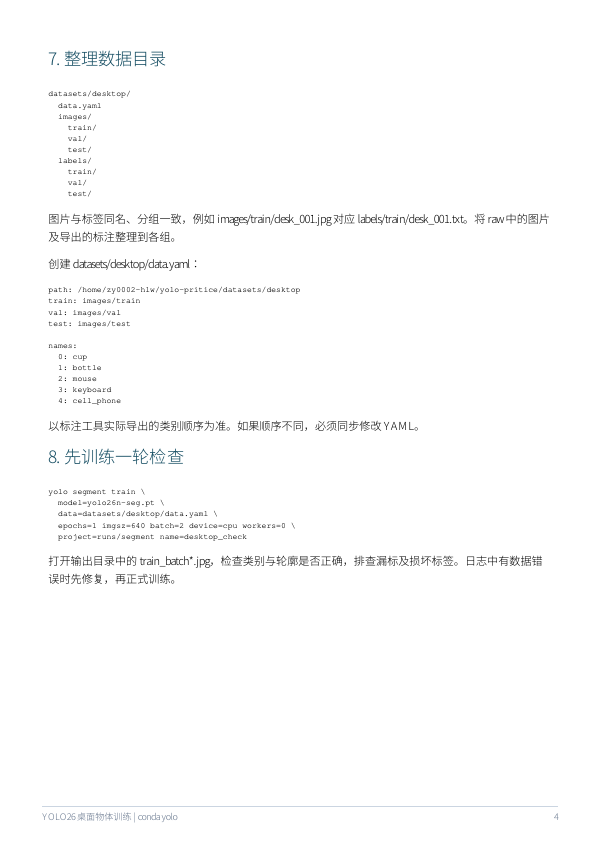 7. 整理数据目录
datasets/desktop/
  data.yaml
  images/
    train/
    val/
    test/
  labels/
    train/
    val/
    test/
图片与标签同名、分组一致，例如 images/train/desk_001.jpg 对应 labels/train/desk_001.txt。将 raw 中的图片
及导出的标注整理到各组。
创建 datasets/desktop/data.yaml：
path: /home/zy0002-hlw/yolo-pritice/datasets/desktop
train: images/train
val: images/val
test: images/test
names:
  0: cup
  1: bottle
  2: mouse
  3: keyboard
  4: cell_phone
以标注工具实际导出的类别顺序为准。如果顺序不同，必须同步修改 YAML。
8. 先训练一轮检查
yolo segment train \
  model=yolo26n-seg.pt \
  data=datasets/desktop/data.yaml \
  epochs=1 imgsz=640 batch=2 device=cpu workers=0 \
  project=runs/segment name=desktop_check
打开输出目录中的 train_batch*.jpg，检查类别与轮廓是否正确，排查漏标及损坏标签。日志中有数据错
误时先修复，再正式训练。
YOLO26 桌面物体训练 | conda yolo
4